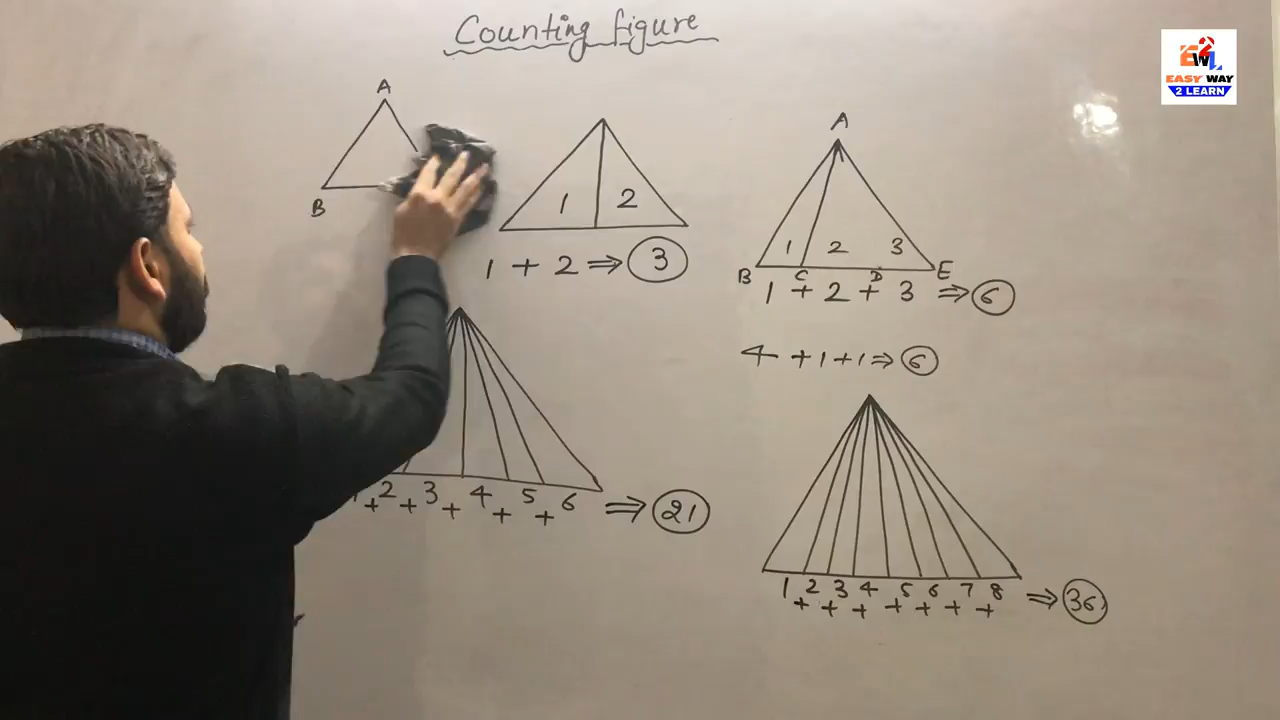 Counting figure
EW2L
EASY WAY
2 LEARN
A
B
1 2
1 + 2 ⇒ 3
A
1 2 3
B C D E
1 + 2 + 3 ⇒ 6
4 + 1 + 1 ⇒ 6
2 + 3 + 4 + 5 + 6 ⇒ 21
1 + 2 + 3 + 4 + 5 + 6 + 7 + 8 ⇒ 36